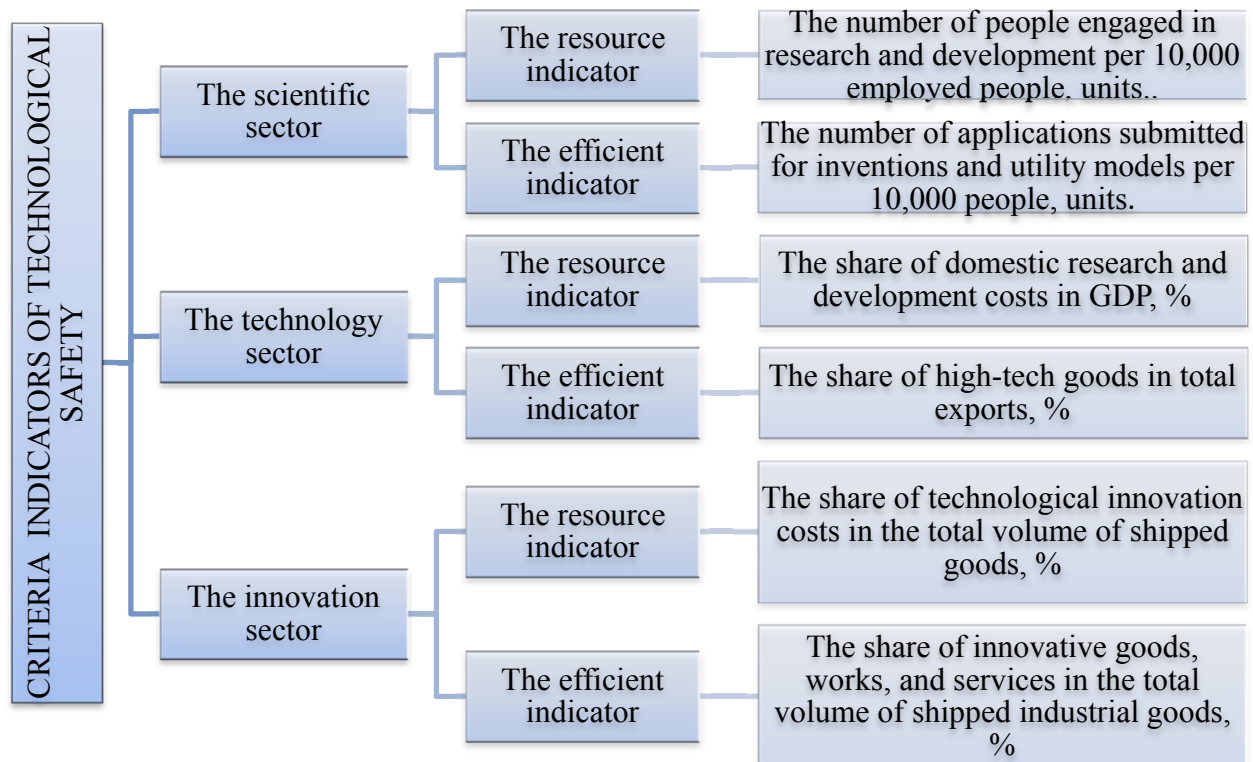 CRITERIA INDICATORS OF TECHNOLOGICAL
SAFETY
The scientific
sector
The resource
indicator
The number of people engaged in
research and development per 10,000
employed people, units..
The efficient
indicator
The number of applications submitted
for inventions and utility models per
10,000 people, units.
The technology
sector
The resource
indicator
The share of domestic research and
development costs in GDP, %
The efficient
indicator
The share of high-tech goods in total
exports, %
The innovation
sector
The resource
indicator
The share of technological innovation
costs in the total volume of shipped
goods, %
The efficient
indicator
The share of innovative goods,
works, and services in the total
volume of shipped industrial goods,
%